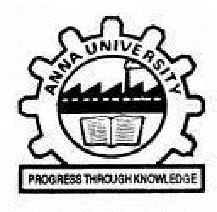 ANNA UNIVERSITY
PROGRESS THROUGH KNOWLEDGE